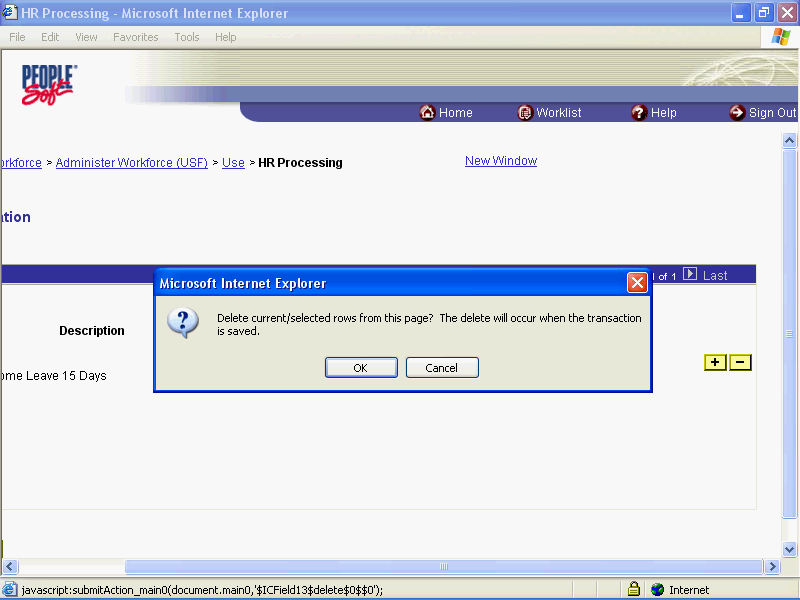 HR Processing - Microsoft Internet Explorer
File Edit View Favorites Tools Help
PEOPLE Soft
Home Worklist Help Sign Out
orkforce > Administer Workforce (USF) > Use > HR Processing
New Window
ation
1 of 1 Last
Microsoft Internet Explorer
Delete current/selected rows from this page? The delete will occur when the transaction
is saved.
OK Cancel
Description
ome Leave 15 Days
javascript:submitAction_main0(document.main0,'$ICField13$delete$0$$0');
Internet